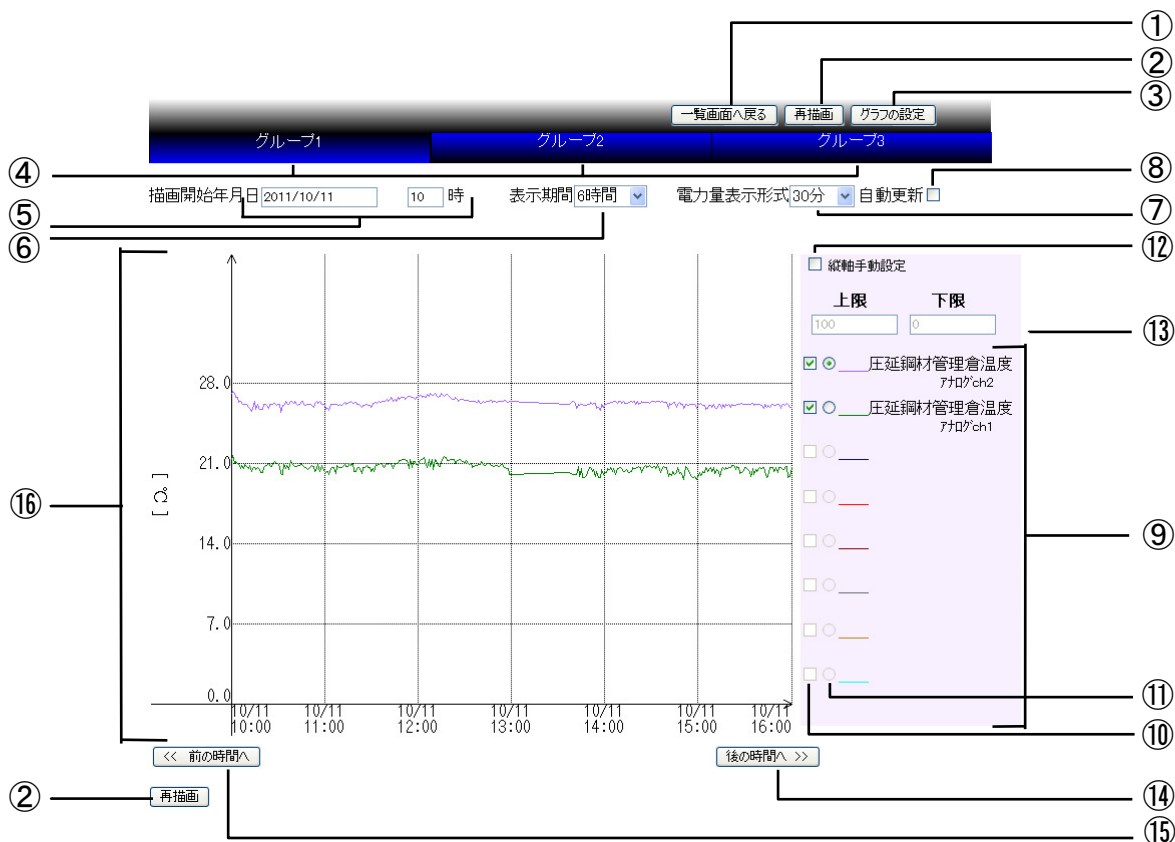 ①
②
③
一覧画面へ戻る 再描画 グラフの設定
グループ1 グループ2 グループ3
④
⑧
描画開始年月日 2011/10/11 10 時 表示期間 6時間 電力量表示形式 30分 自動更新
⑤
⑦
⑥
⑫
縦軸手動設定
上限 下限
100 0
⑬
圧延鋼材管理倉温度
アナログch2
28.0
圧延鋼材管理倉温度
アナログch1
21.0
[℃]
⑯
⑨
14.0
7.0
0.0
⑪
10/11 10/11 10/11 10/11 10/11 10/11 10/11
10:00 11:00 12:00 13:00 14:00 15:00 16:00
⑩
<< 前の時間へ 後の時間へ >>
② 再描画
⑭
⑮